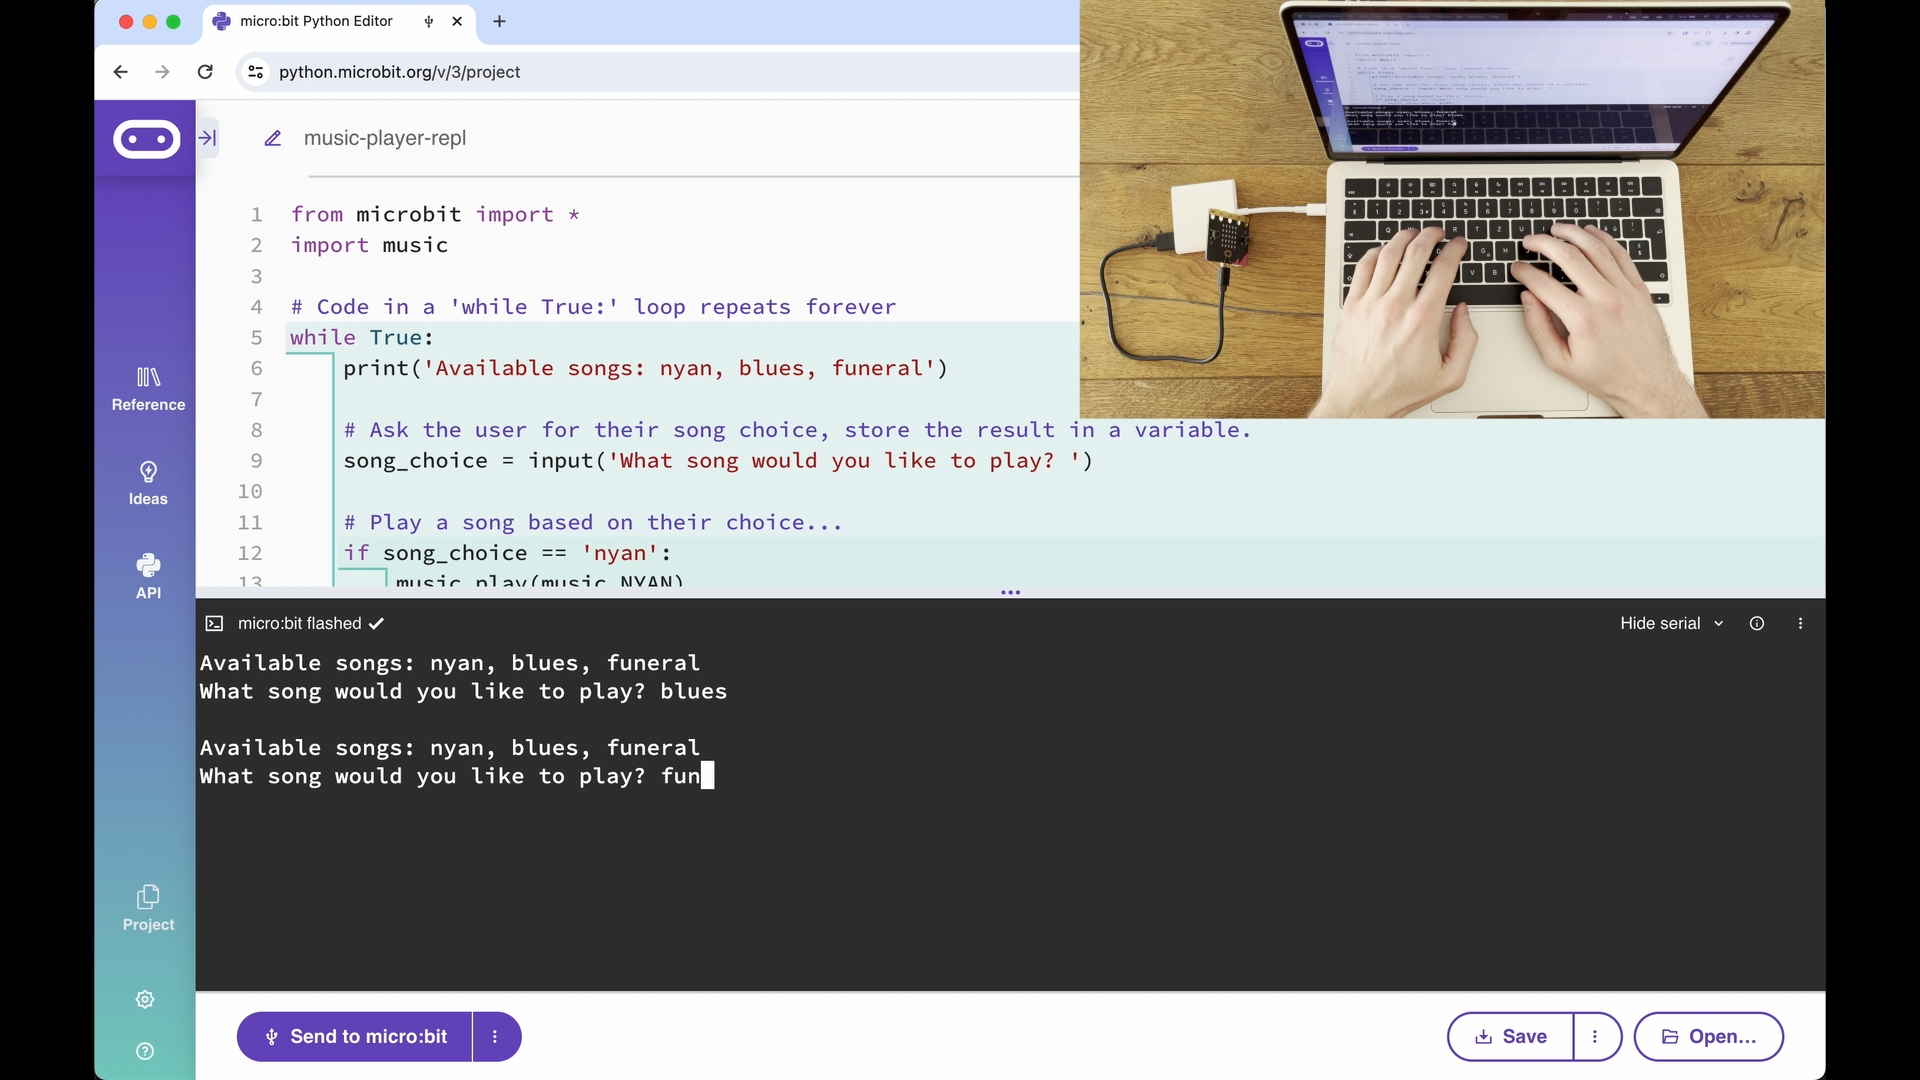 micro:bit Python Editor
python.microbit.org/v/3/project
music-player-repl
1 from microbit import *
2 import music
3
4 # Code in a 'while True:' loop repeats forever
5 while True:
6 print('Available songs: nyan, blues, funeral')
7
8 # Ask the user for their song choice, store the result in a variable.
9 song_choice = input('What song would you like to play? ')
10
11 # Play a song based on their choice...
12 if song_choice == 'nyan':
13 music.play(music.NYAN)
Reference
Ideas
API
Project
micro:bit flashed
Hide serial
Available songs: nyan, blues, funeral
What song would you like to play? blues
Available songs: nyan, blues, funeral
What song would you like to play? fun
Send to micro:bit
Save
Open...